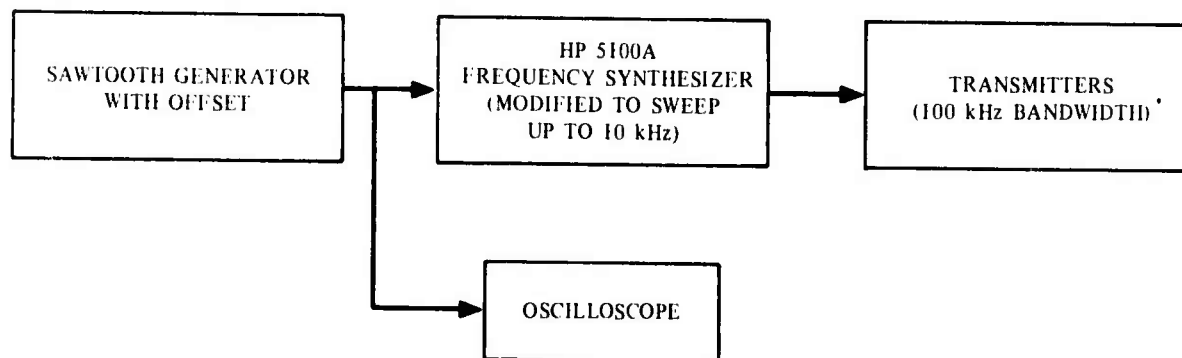 SAWTOOTH GENERATOR
WITH OFFSET
HP 5100A
FREQUENCY SYNTHESIZER
(MODIFIED TO SWEEP
UP TO 10 kHz)
TRANSMITTERS
(100 kHz BANDWIDTH)
OSCILLOSCOPE